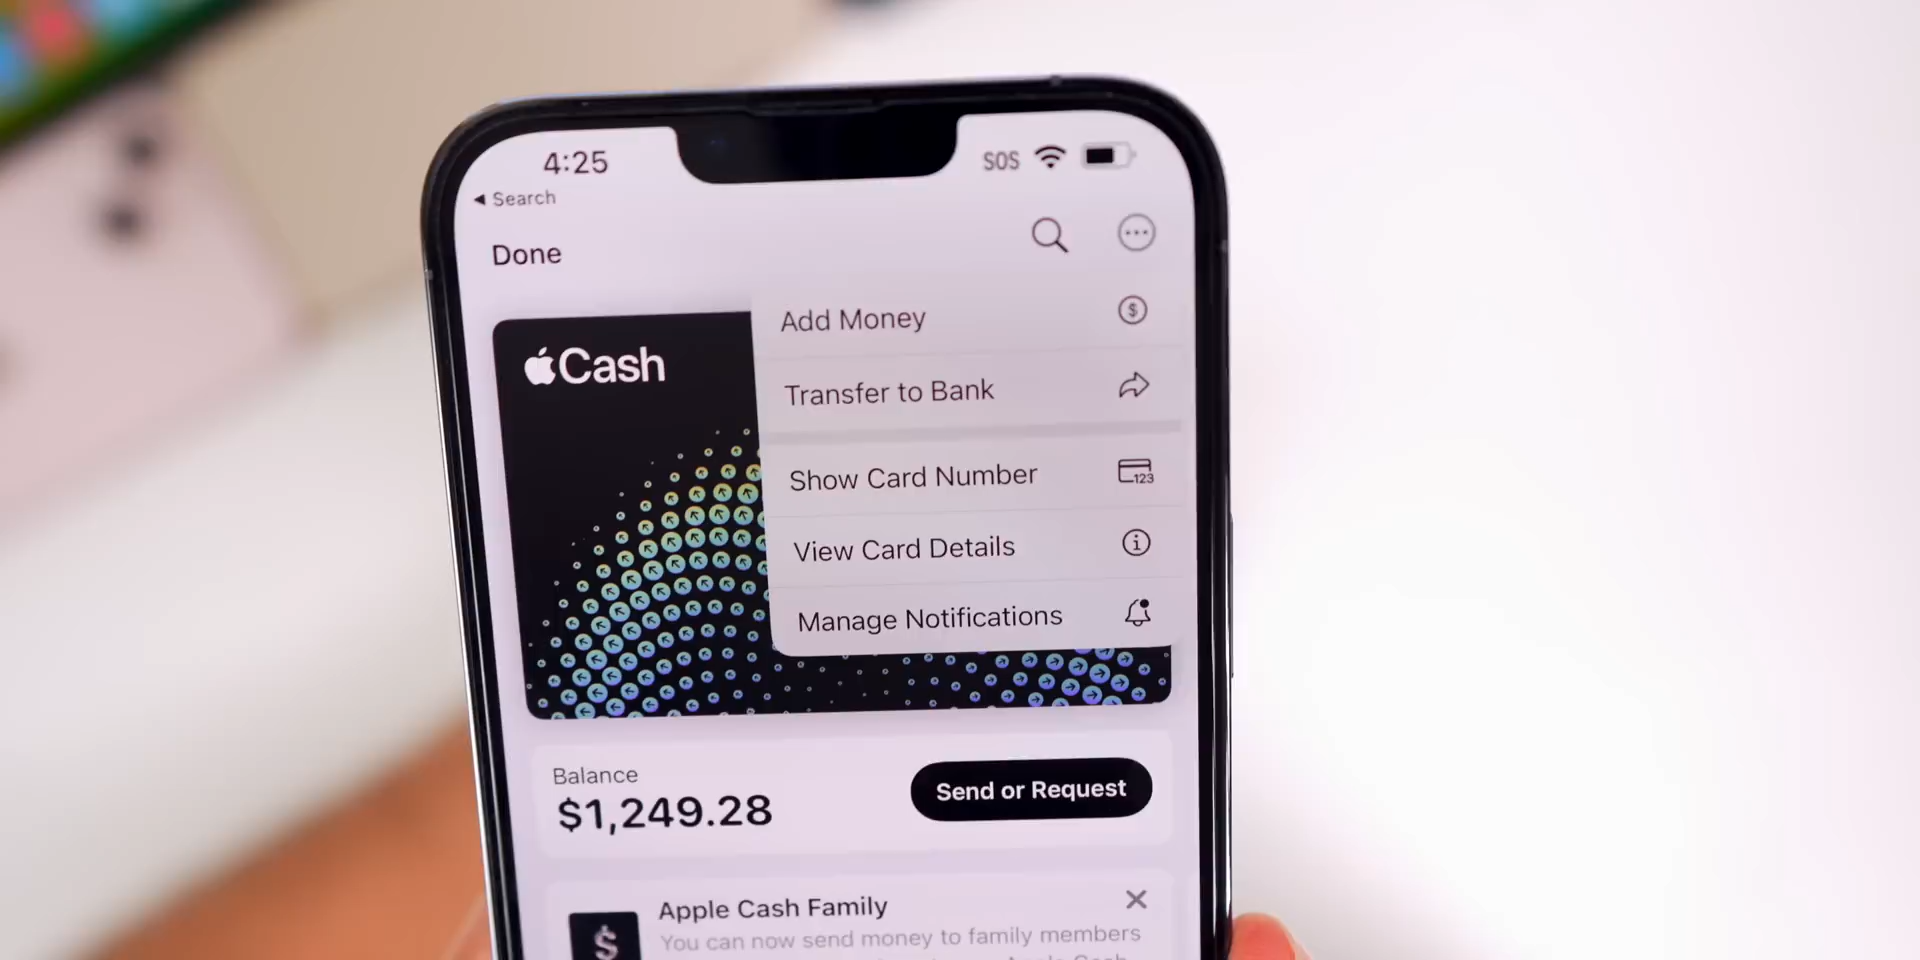 4:25
SOS
Search
Done
Add Money
Transfer to Bank
Show Card Number
123
View Card Details
Manage Notifications
Cash
Balance
$1,249.28
Send or Request
Apple Cash Family
You can now send money to family members